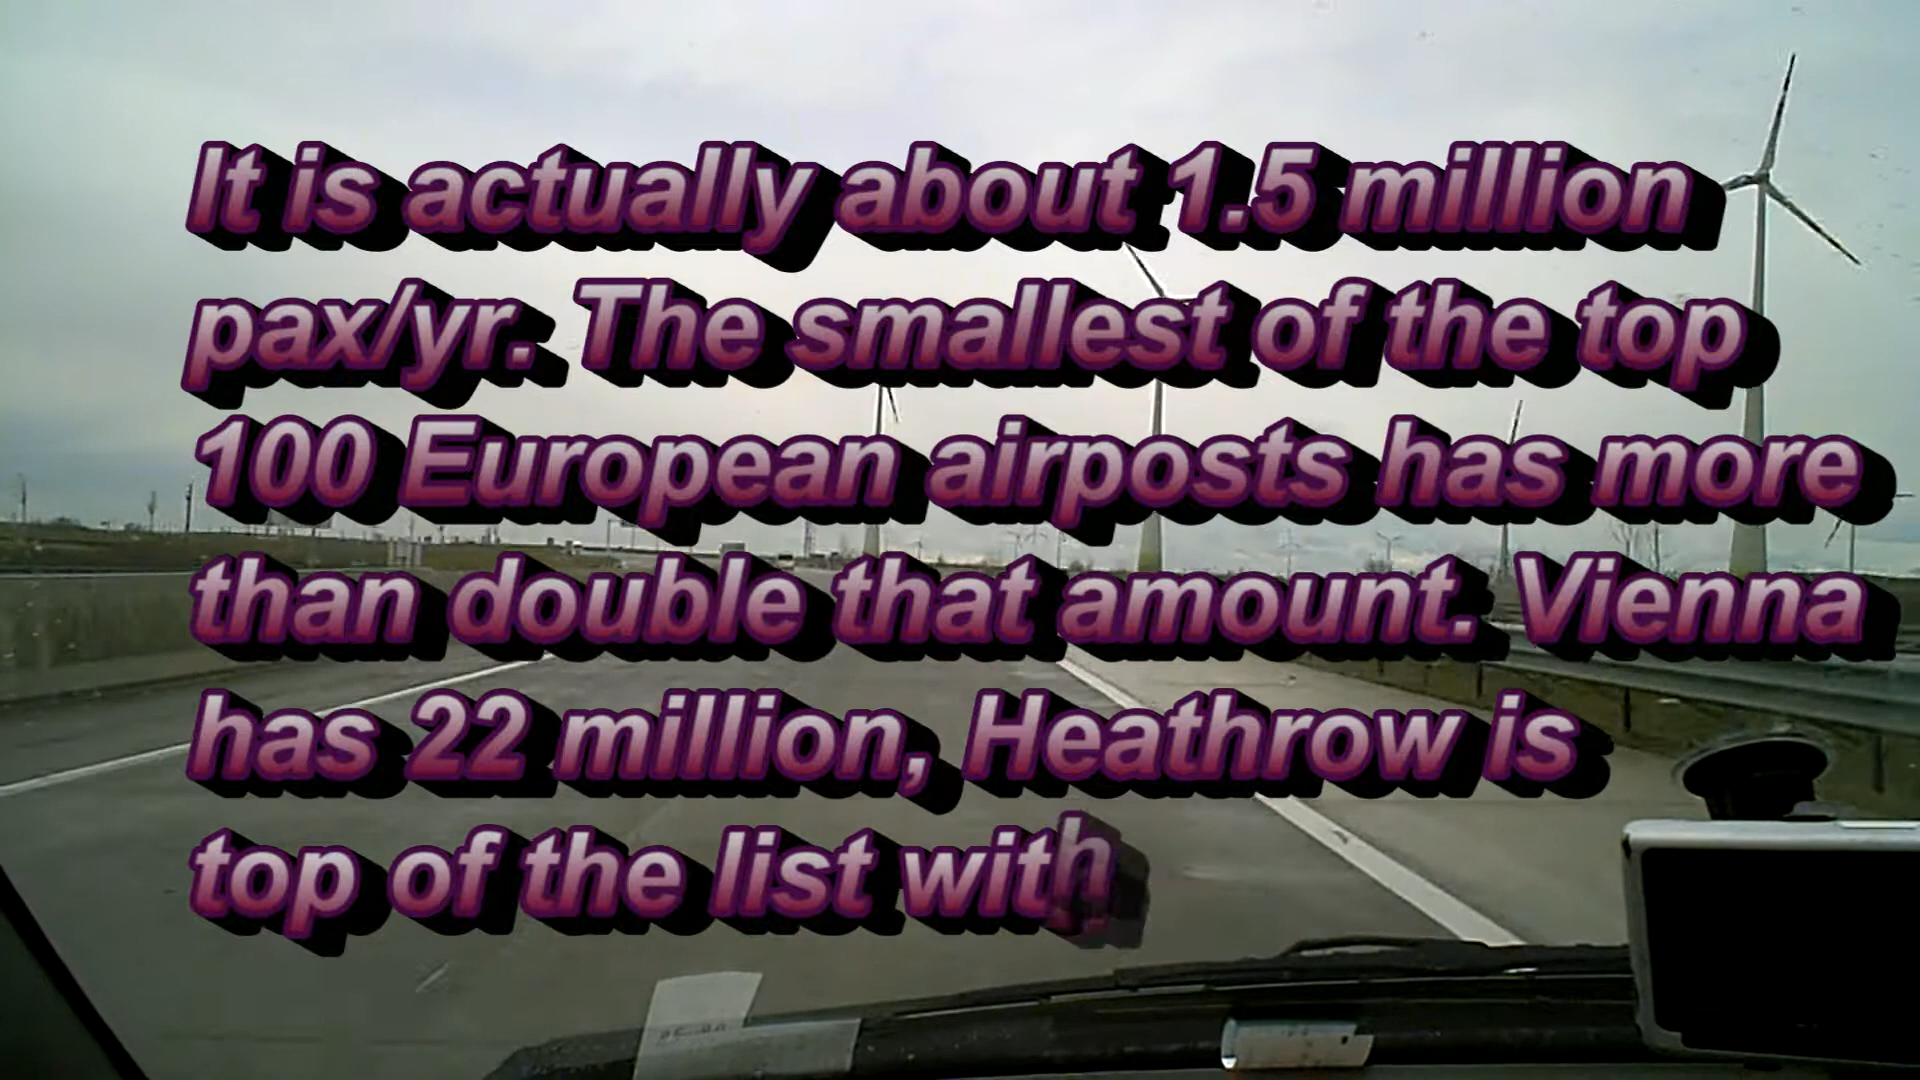 It is actually about 1.5 million
pax/yr. The smallest of the top
100 European airposts has more
than double that amount. Vienna
has 22 million, Heathrow is
top of the list with